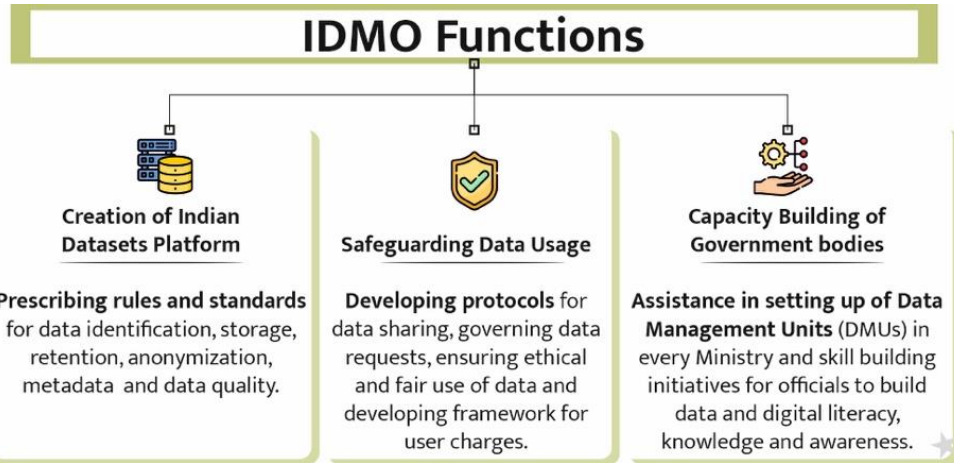 IDMO Functions
Creation of Indian
Datasets Platform
Prescribing rules and standards
for data identification, storage,
retention, anonymization,
metadata and data quality.
Safeguarding Data Usage
Developing protocols for
data sharing, governing data
requests, ensuring ethical
and fair use of data and
developing framework for
user charges.
Capacity Building of
Government bodies
Assistance in setting up of Data
Management Units (DMUs) in
every Ministry and skill building
initiatives for officials to build
data and digital literacy,
knowledge and awareness.